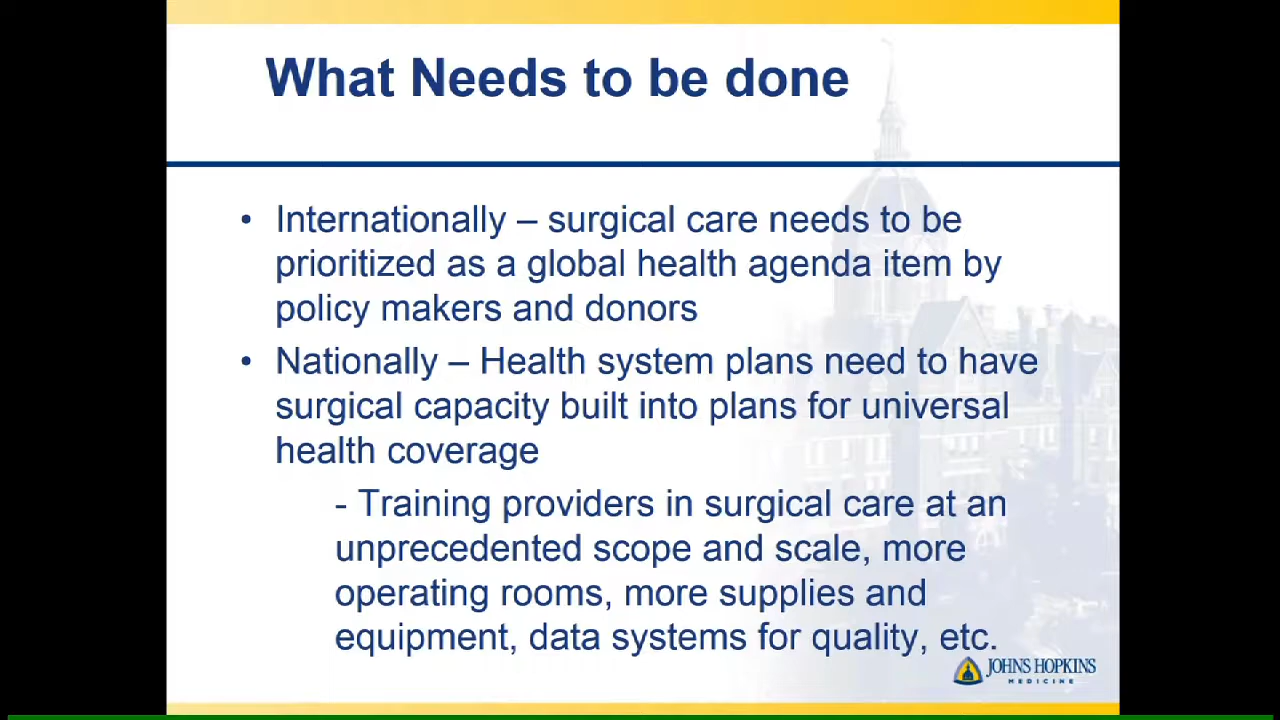 What Needs to be done
• Internationally – surgical care needs to be
prioritized as a global health agenda item by
policy makers and donors
• Nationally – Health system plans need to have
surgical capacity built into plans for universal
health coverage
- Training providers in surgical care at an
unprecedented scope and scale, more
operating rooms, more supplies and
equipment, data systems for quality, etc.
JOHNS HOPKINS
MEDICINE